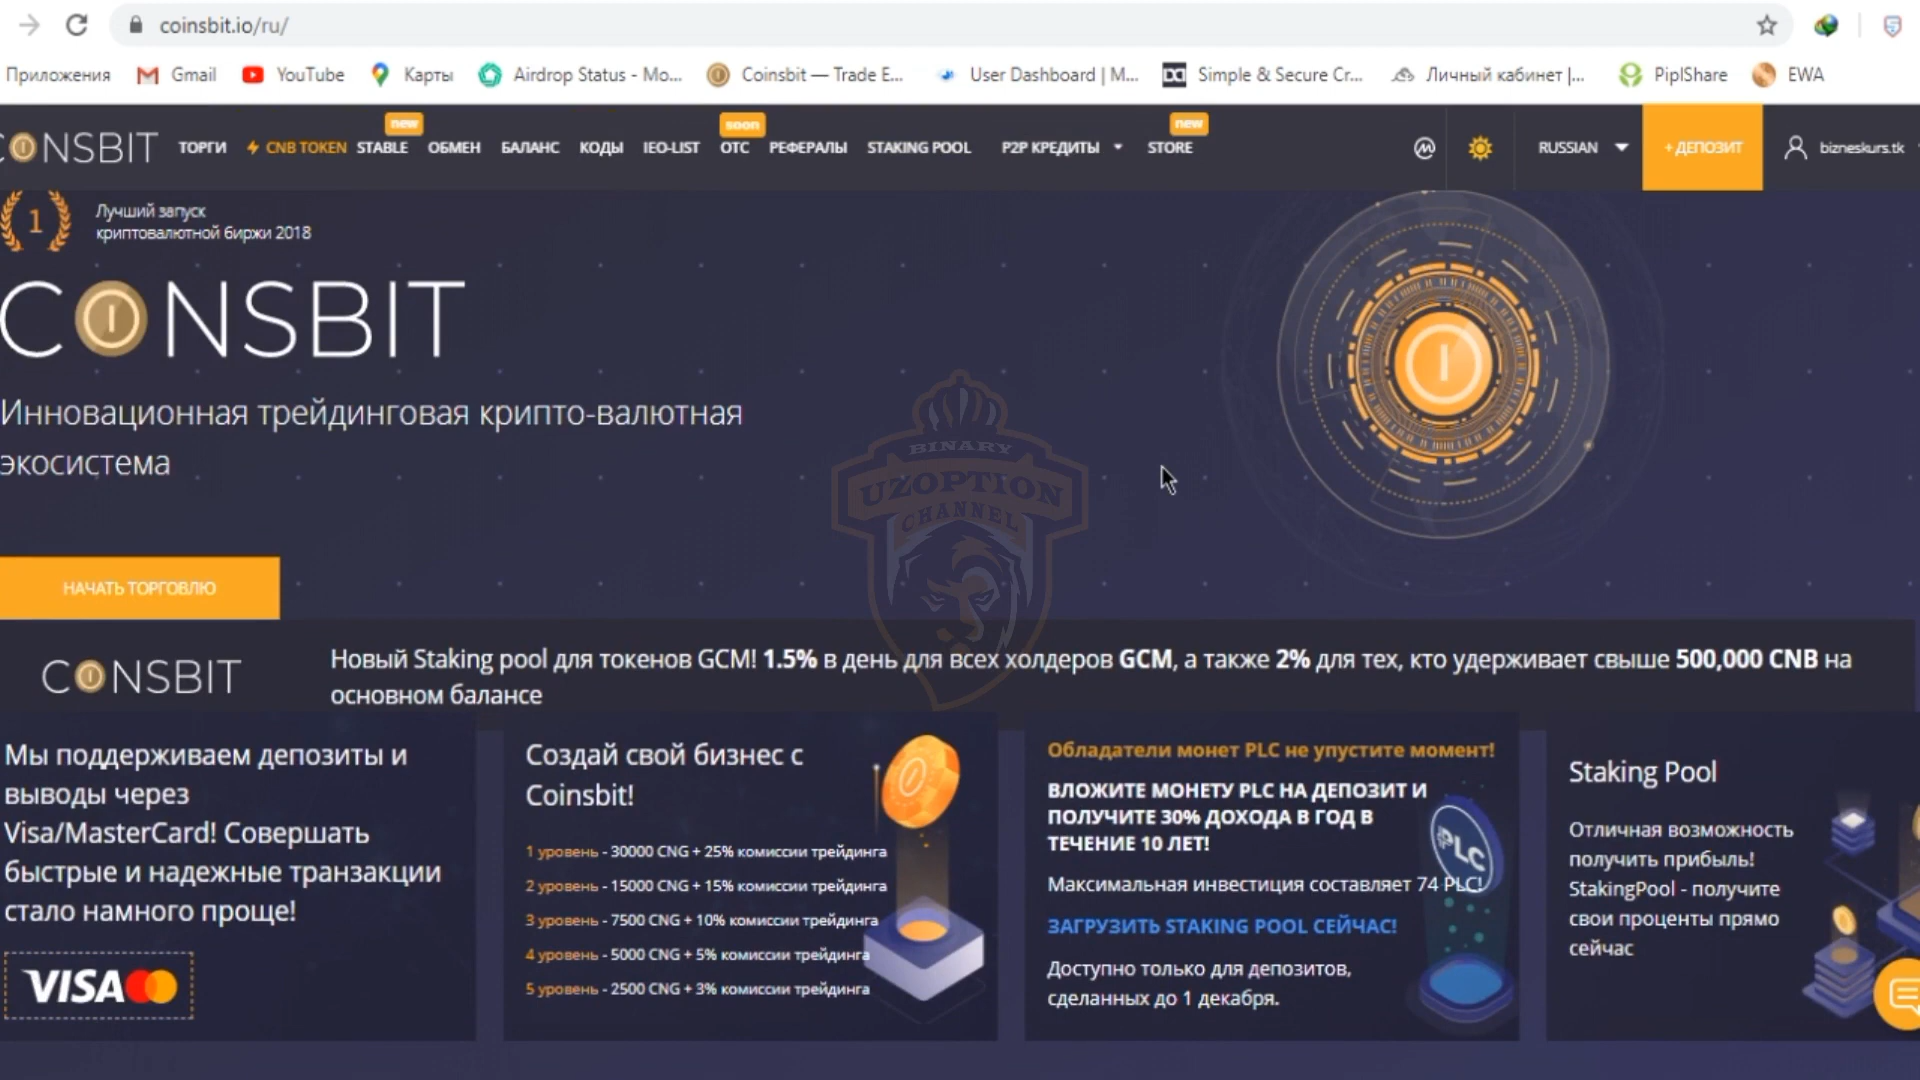 coinsbit.io/ru/
Приложения Gmail YouTube Карты Airdrop Status - Mo... Coinsbit — Trade E... User Dashboard | M... Simple & Secure Cr... Личный кабинет |... PiplShare EWA
new soon new
CONSBIT ТОРГИ CNB TOKEN STABLE ОБМЕН БАЛАНС КОДЫ IEO-LIST OTC РЕФЕРАЛЫ STAKING POOL P2P КРЕДИТЫ STORE RUSSIAN + ДЕПОЗИТ bizneskurs.tk
1
Лучший запуск
криптовалютной биржи 2018
CONSBIT
Инновационная трейдинговая крипто-валютная
экосистема
BINARY
UZOPTION
CHANNEL
НАЧАТЬ ТОРГОВЛЮ
CONSBIT
Новый Staking pool для токенов GCM! 1.5% в день для всех холдеров GCM, а также 2% для тех, кто удерживает свыше 500,000 CNB на
основном балансе
Мы поддерживаем депозиты и
выводы через
Visa/MasterCard! Совершать
быстрые и надежные транзакции
стало намного проще!
VISA
Создай свой бизнес с
Coinsbit!
1 уровень - 30000 CNG + 25% комиссии трейдинга
2 уровень - 15000 CNG + 15% комиссии трейдинга
3 уровень - 7500 CNG + 10% комиссии трейдинга
4 уровень - 5000 CNG + 5% комиссии трейдинга
5 уровень - 2500 CNG + 3% комиссии трейдинга
Обладатели монет PLC не упустите момент!
ВЛОЖИТЕ МОНЕТУ PLC НА ДЕПОЗИТ И
ПОЛУЧИТЕ 30% ДОХОДА В ГОД В
ТЕЧЕНИЕ 10 ЛЕТ!
Максимальная инвестиция составляет 74 PLC!
ЗАГРУЗИТЬ STAKING POOL СЕЙЧАС!
Доступно только для депозитов,
сделанных до 1 декабря.
PLC
Staking Pool
Отличная возможность
получить прибыль!
StakingPool - получите
свои проценты прямо
сейчас